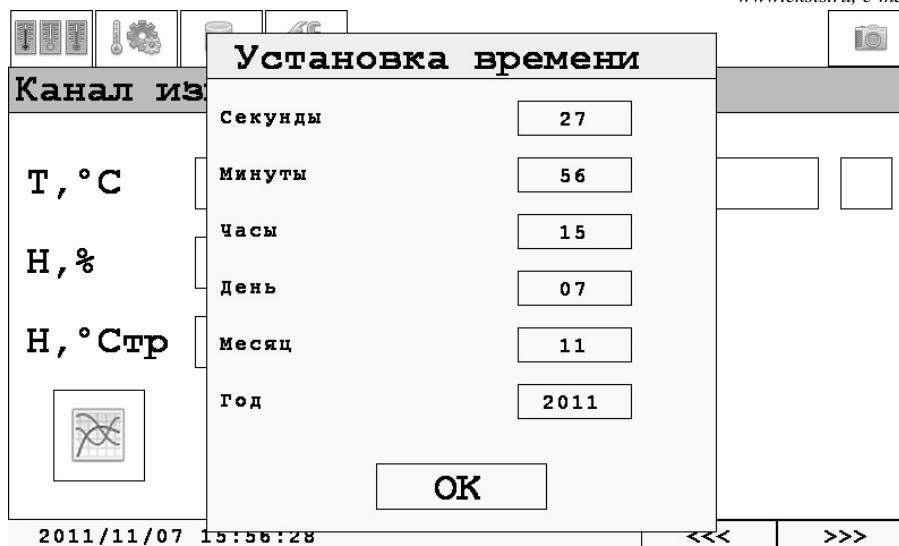 Установка времени
Канал из
Секунды 27
T,°C
Минуты 56
Часы 15
H,%
День 07
H,°Стр
Месяц 11
Год 2011
OK
2011/11/07 15:56:28 <<< >>>